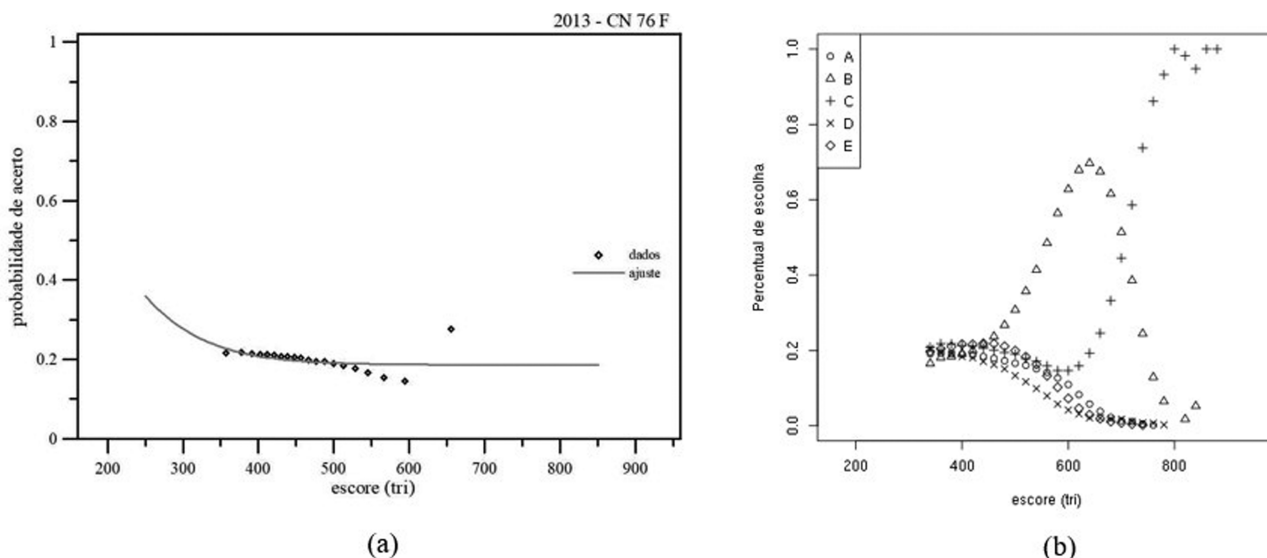 2013 - CN 76 F
probabilidade de acerto
1
0.8
0.6
0.4
0.2
0
dados
ajuste
200 300 400 500 600 700 800 900
escore (tri)
(a)
Percentual de escolha
1.0
0.8
0.6
0.4
0.2
0.0
A
B
C
D
E
200 400 600 800
escore (tri)
(b)